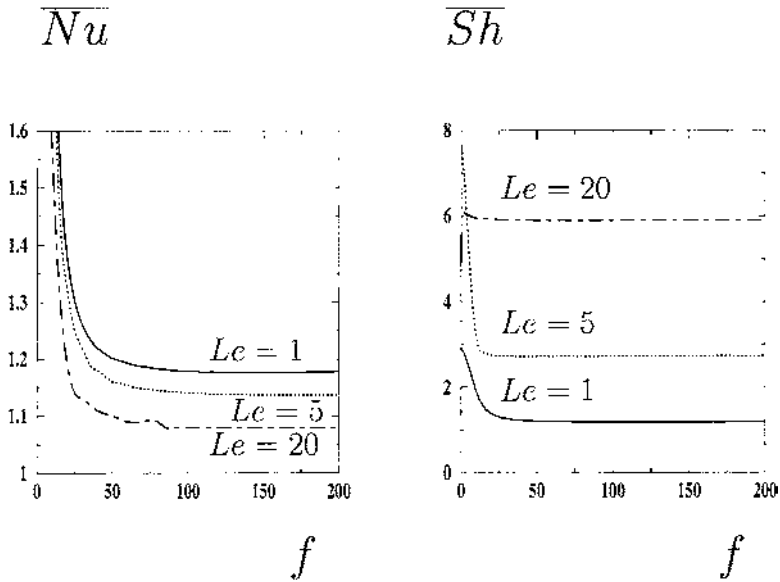 Nu
1.6
1.5
1.4
1.3
1.2
1.1
1
Le = 1
Le = 5
Le = 20
0 50 100 150 200
f
Sh
8
6
4
2
0
Le = 20
Le = 5
Le = 1
0 50 100 150 200
f